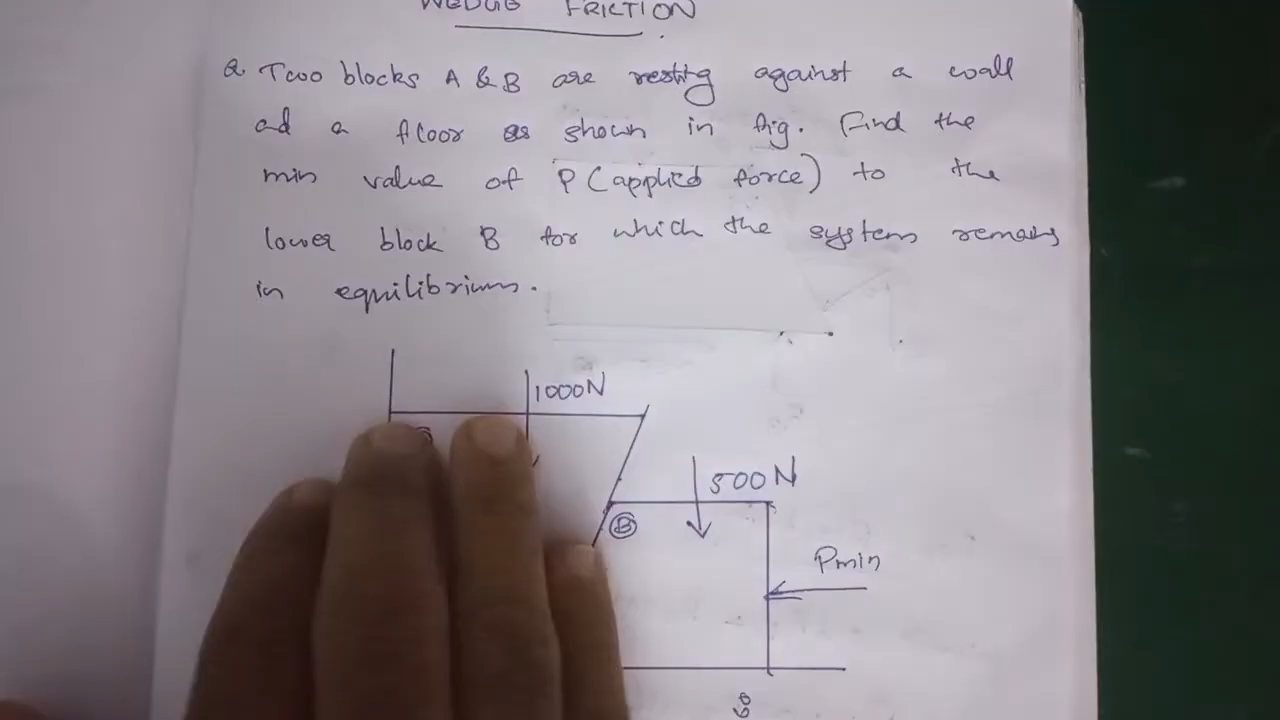 WEDGE FRICTION
Q. Two blocks A & B are resting against a wall
ad a floor as shown in fig. Find the
min value of P (applied force) to the
lower block B for which the system remains
in equilibrium.
1000N
500N
B
Pmin